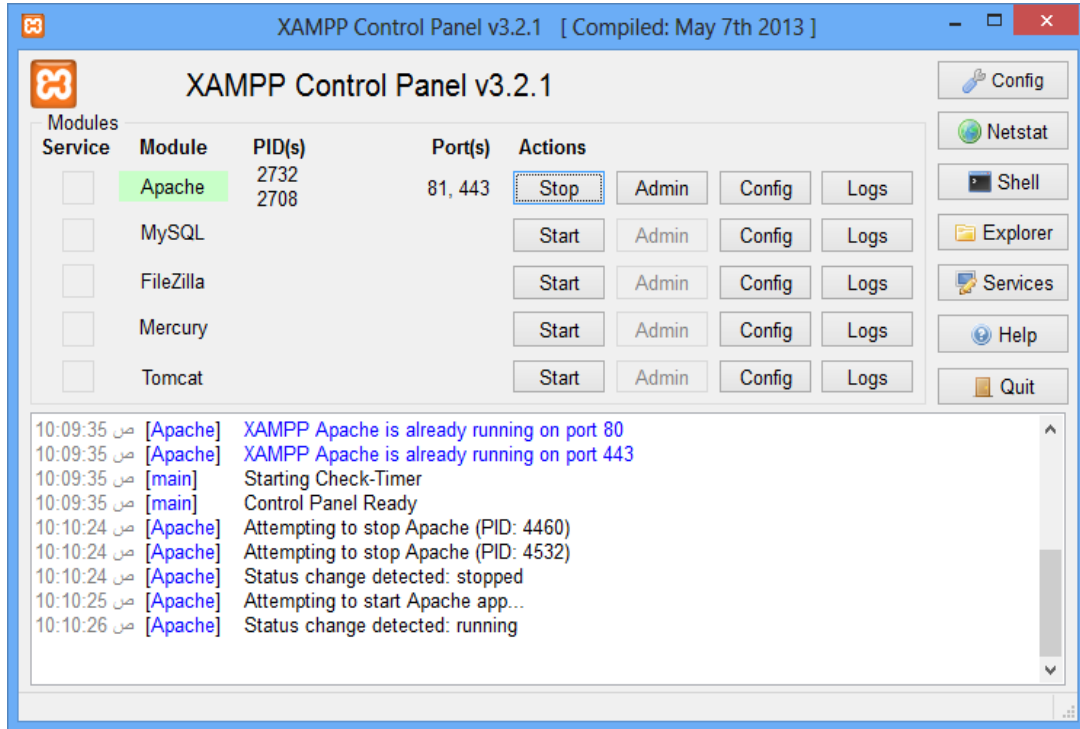 XAMPP Control Panel v3.2.1 [ Compiled: May 7th 2013 ]
XAMPP Control Panel v3.2.1
Config
Modules
Netstat
Service Module PID(s) Port(s) Actions
Apache 2732 2708 81, 443 Stop Admin Config Logs
Shell
MySQL Start Admin Config Logs
Explorer
FileZilla Start Admin Config Logs
Services
Mercury Start Admin Config Logs
Help
Tomcat Start Admin Config Logs
Quit
10:09:35 ص [Apache] XAMPP Apache is already running on port 80
10:09:35 ص [Apache] XAMPP Apache is already running on port 443
10:09:35 ص [main] Starting Check-Timer
10:09:35 ص [main] Control Panel Ready
10:10:24 ص [Apache] Attempting to stop Apache (PID: 4460)
10:10:24 ص [Apache] Attempting to stop Apache (PID: 4532)
10:10:24 ص [Apache] Status change detected: stopped
10:10:25 ص [Apache] Attempting to start Apache app...
10:10:26 ص [Apache] Status change detected: running